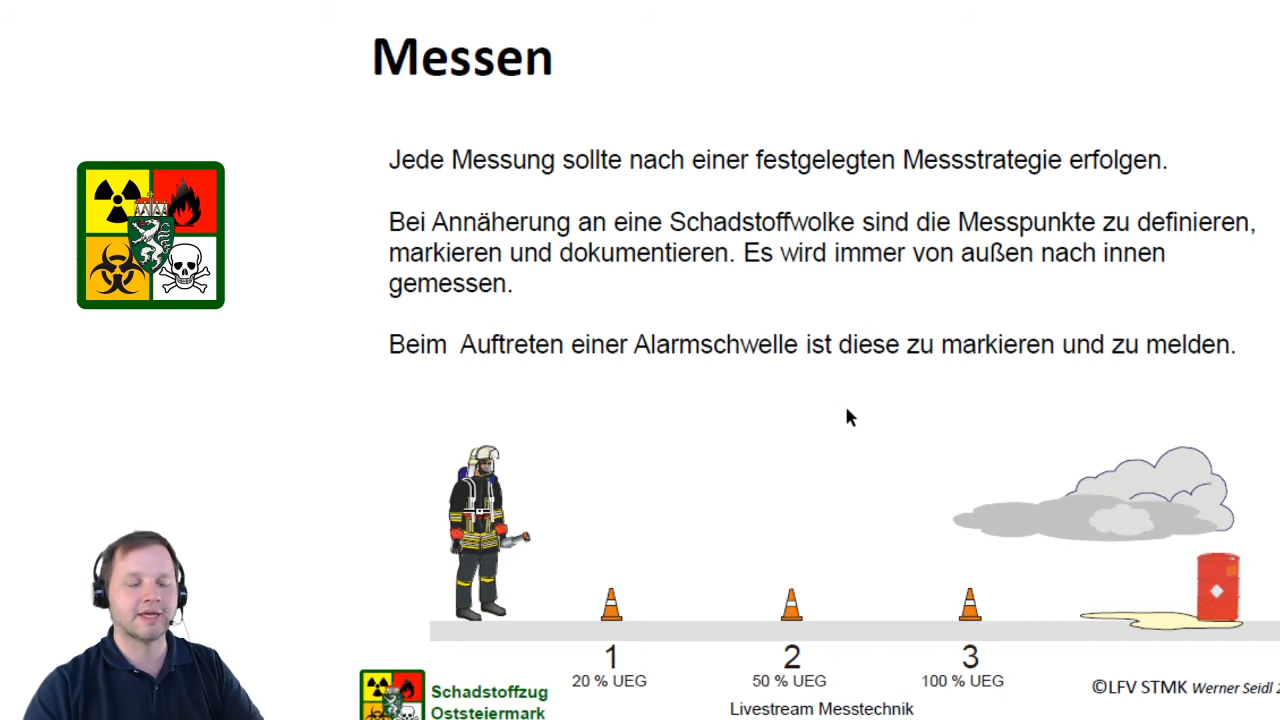 Messen
Jede Messung sollte nach einer festgelegten Messstrategie erfolgen.
Bei Annäherung an eine Schadstoffwolke sind die Messpunkte zu definieren,
markieren und dokumentieren. Es wird immer von außen nach innen
gemessen.
Beim Auftreten einer Alarmschwelle ist diese zu markieren und zu melden.
1
20 % UEG
2
50 % UEG
3
100 % UEG
Schadstoffzug
Oststeiermark
Livestream Messtechnik
©LFV STMK Werner Seidl